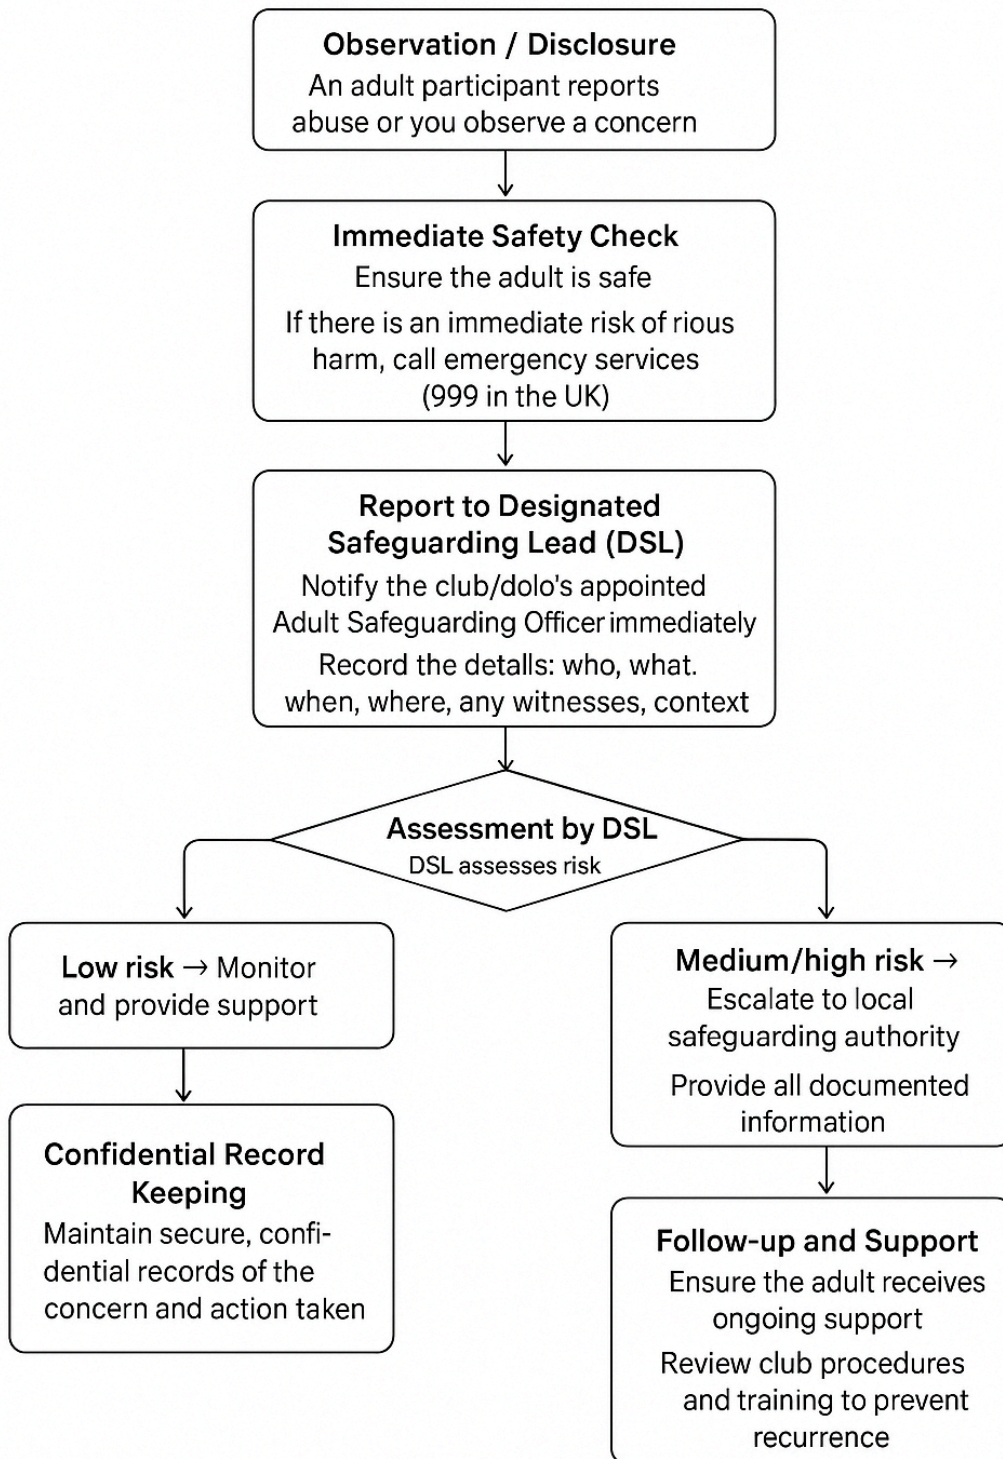 Observation / Disclosure
An adult participant reports
abuse or you observe a concern
Immediate Safety Check
Ensure the adult is safe
If there is an immediate risk of rious
harm, call emergency services
(999 in the UK)
Report to Designated
Safeguarding Lead (DSL)
Notify the club/dolo's appointed
Adult Safeguarding Officer immediately
Record the detalls: who, what.
when, where, any witnesses, context
Assessment by DSL
DSL assesses risk
Low risk → Monitor
and provide support
Confidential Record
Keeping
Maintain secure, confi-
dential records of the
concern and action taken
Medium/high risk →
Escalate to local
safeguarding authority
Provide all documented
information
Follow-up and Support
Ensure the adult receives
ongoing support
Review club procedures
and training to prevent
recurrence